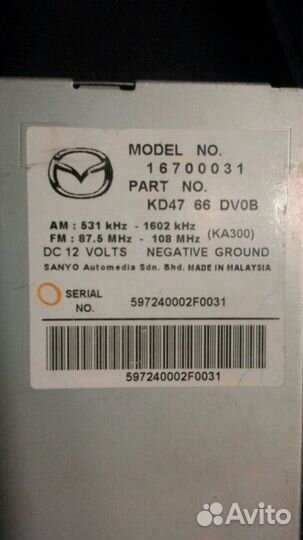 MODEL NO.
16700031
PART NO.
KD47 66 DV0B
AM : 531 kHz - 1602 kHz
FM : 87.5 MHz - 108 MHz (KA300)
DC 12 VOLTS NEGATIVE GROUND
SANYO Automedia Sdn. Bhd. MADE IN MALAYSIA
SERIAL NO. 597240002F0031
597240002F0031
Avito